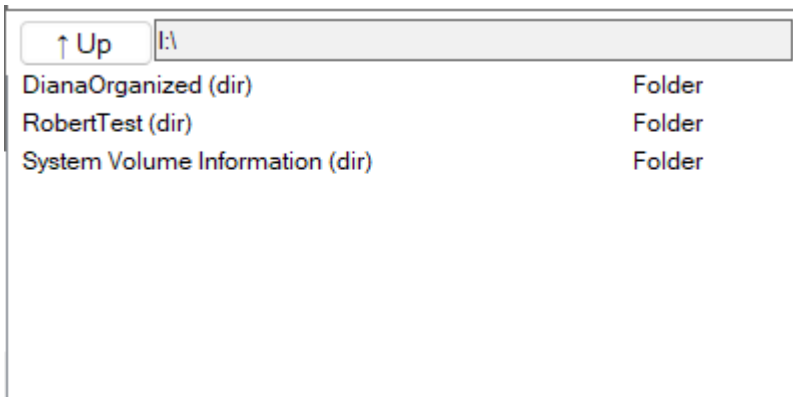 ↑ Up I:\
DianaOrganized (dir) Folder
RobertTest (dir) Folder
System Volume Information (dir) Folder